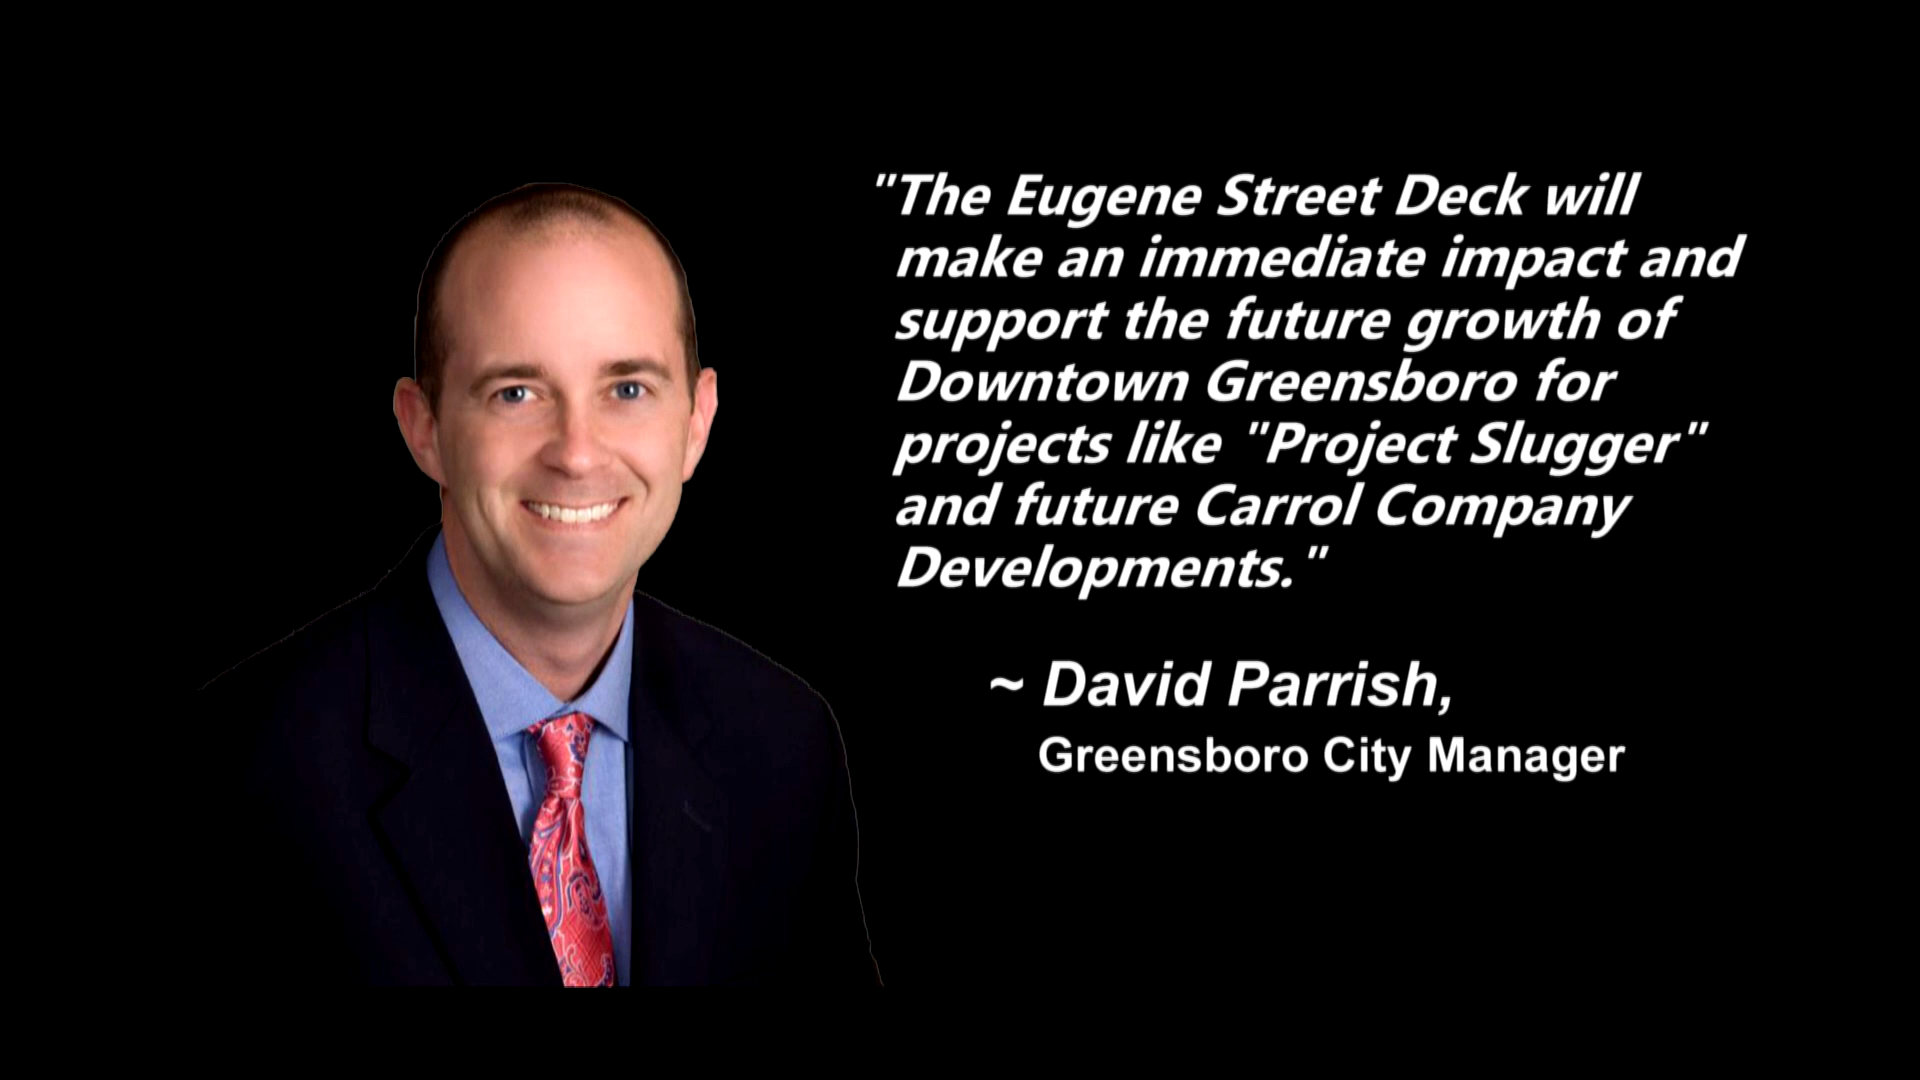 "The Eugene Street Deck will
make an immediate impact and
support the future growth of
Downtown Greensboro for
projects like "Project Slugger"
and future Carrol Company
Developments."
~ David Parrish,
Greensboro City Manager